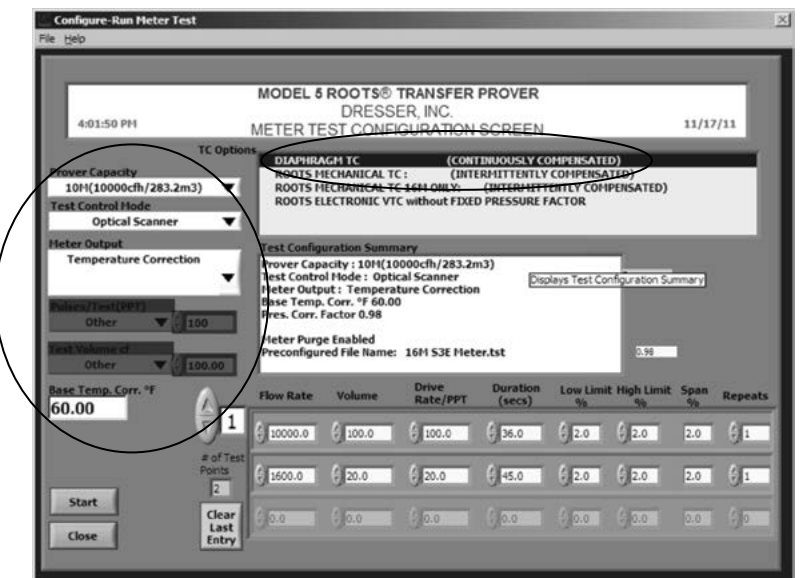 Configure-Run Meter Test
File Help
MODEL 5 ROOTS® TRANSFER PROVER
DRESSER, INC.
METER TEST CONFIGURATION SCREEN
4:01:50 PM
11/17/11
TC Options
DIAPHRAGM TC (CONTINUOUSLY COMPENSATED)
ROOTS MECHANICAL TC : (INTERMITTENTLY COMPENSATED)
ROOTS MECHANICAL TC 16M ONLY: (INTERMITTENTLY COMPENSATED)
ROOTS ELECTRONIC VTC without FIXED PRESSURE FACTOR
Prover Capacity
10M(10000cfh/283.2m3)
Test Control Mode
Optical Scanner
Meter Output
Temperature Correction
Pulses/Test(PPT)
Other 100
Test Volume cf
Other 100.00
Base Temp. Corr. °F
60.00
Test Configuration Summary
Prover Capacity : 10M(10000cfh/283.2m3)
Test Control Mode : Optical Scanner
Meter Output : Temperature Correction
Base Temp. Corr. °F 60.00
Pres. Corr. Factor 0.98
Meter Purge Enabled
Preconfigured File Name: 16M S3E Meter.tst
Displays Test Configuration Summary
0.98
1
# of Test
Points
2
Flow Rate Volume Drive Rate/PPT Duration (secs) Low Limit % High Limit % Span % Repeats
10000.0 100.0 100.0 36.0 2.0 2.0 2.0 1
1600.0 20.0 20.0 45.0 2.0 2.0 2.0 1
0.0 0.0 0.0 0.0 0.0 0.0 0.0 0
Start
Close
Clear
Last
Entry